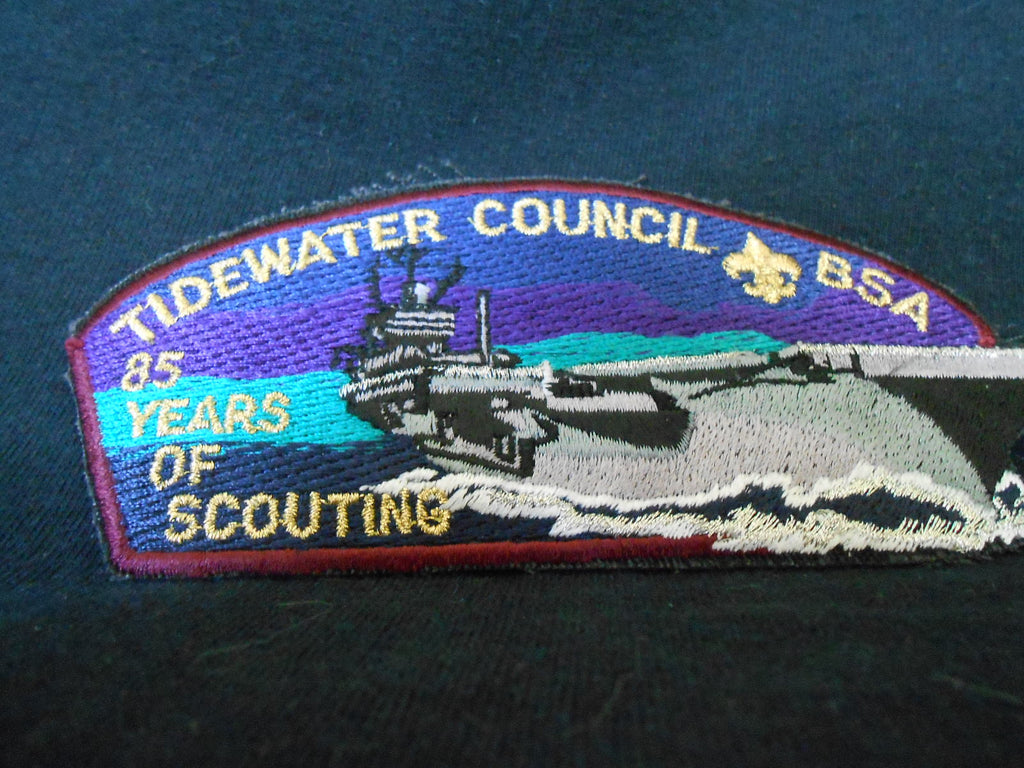 TIDEWATER COUNCIL BSA
85
YEARS
OF
SCOUTING